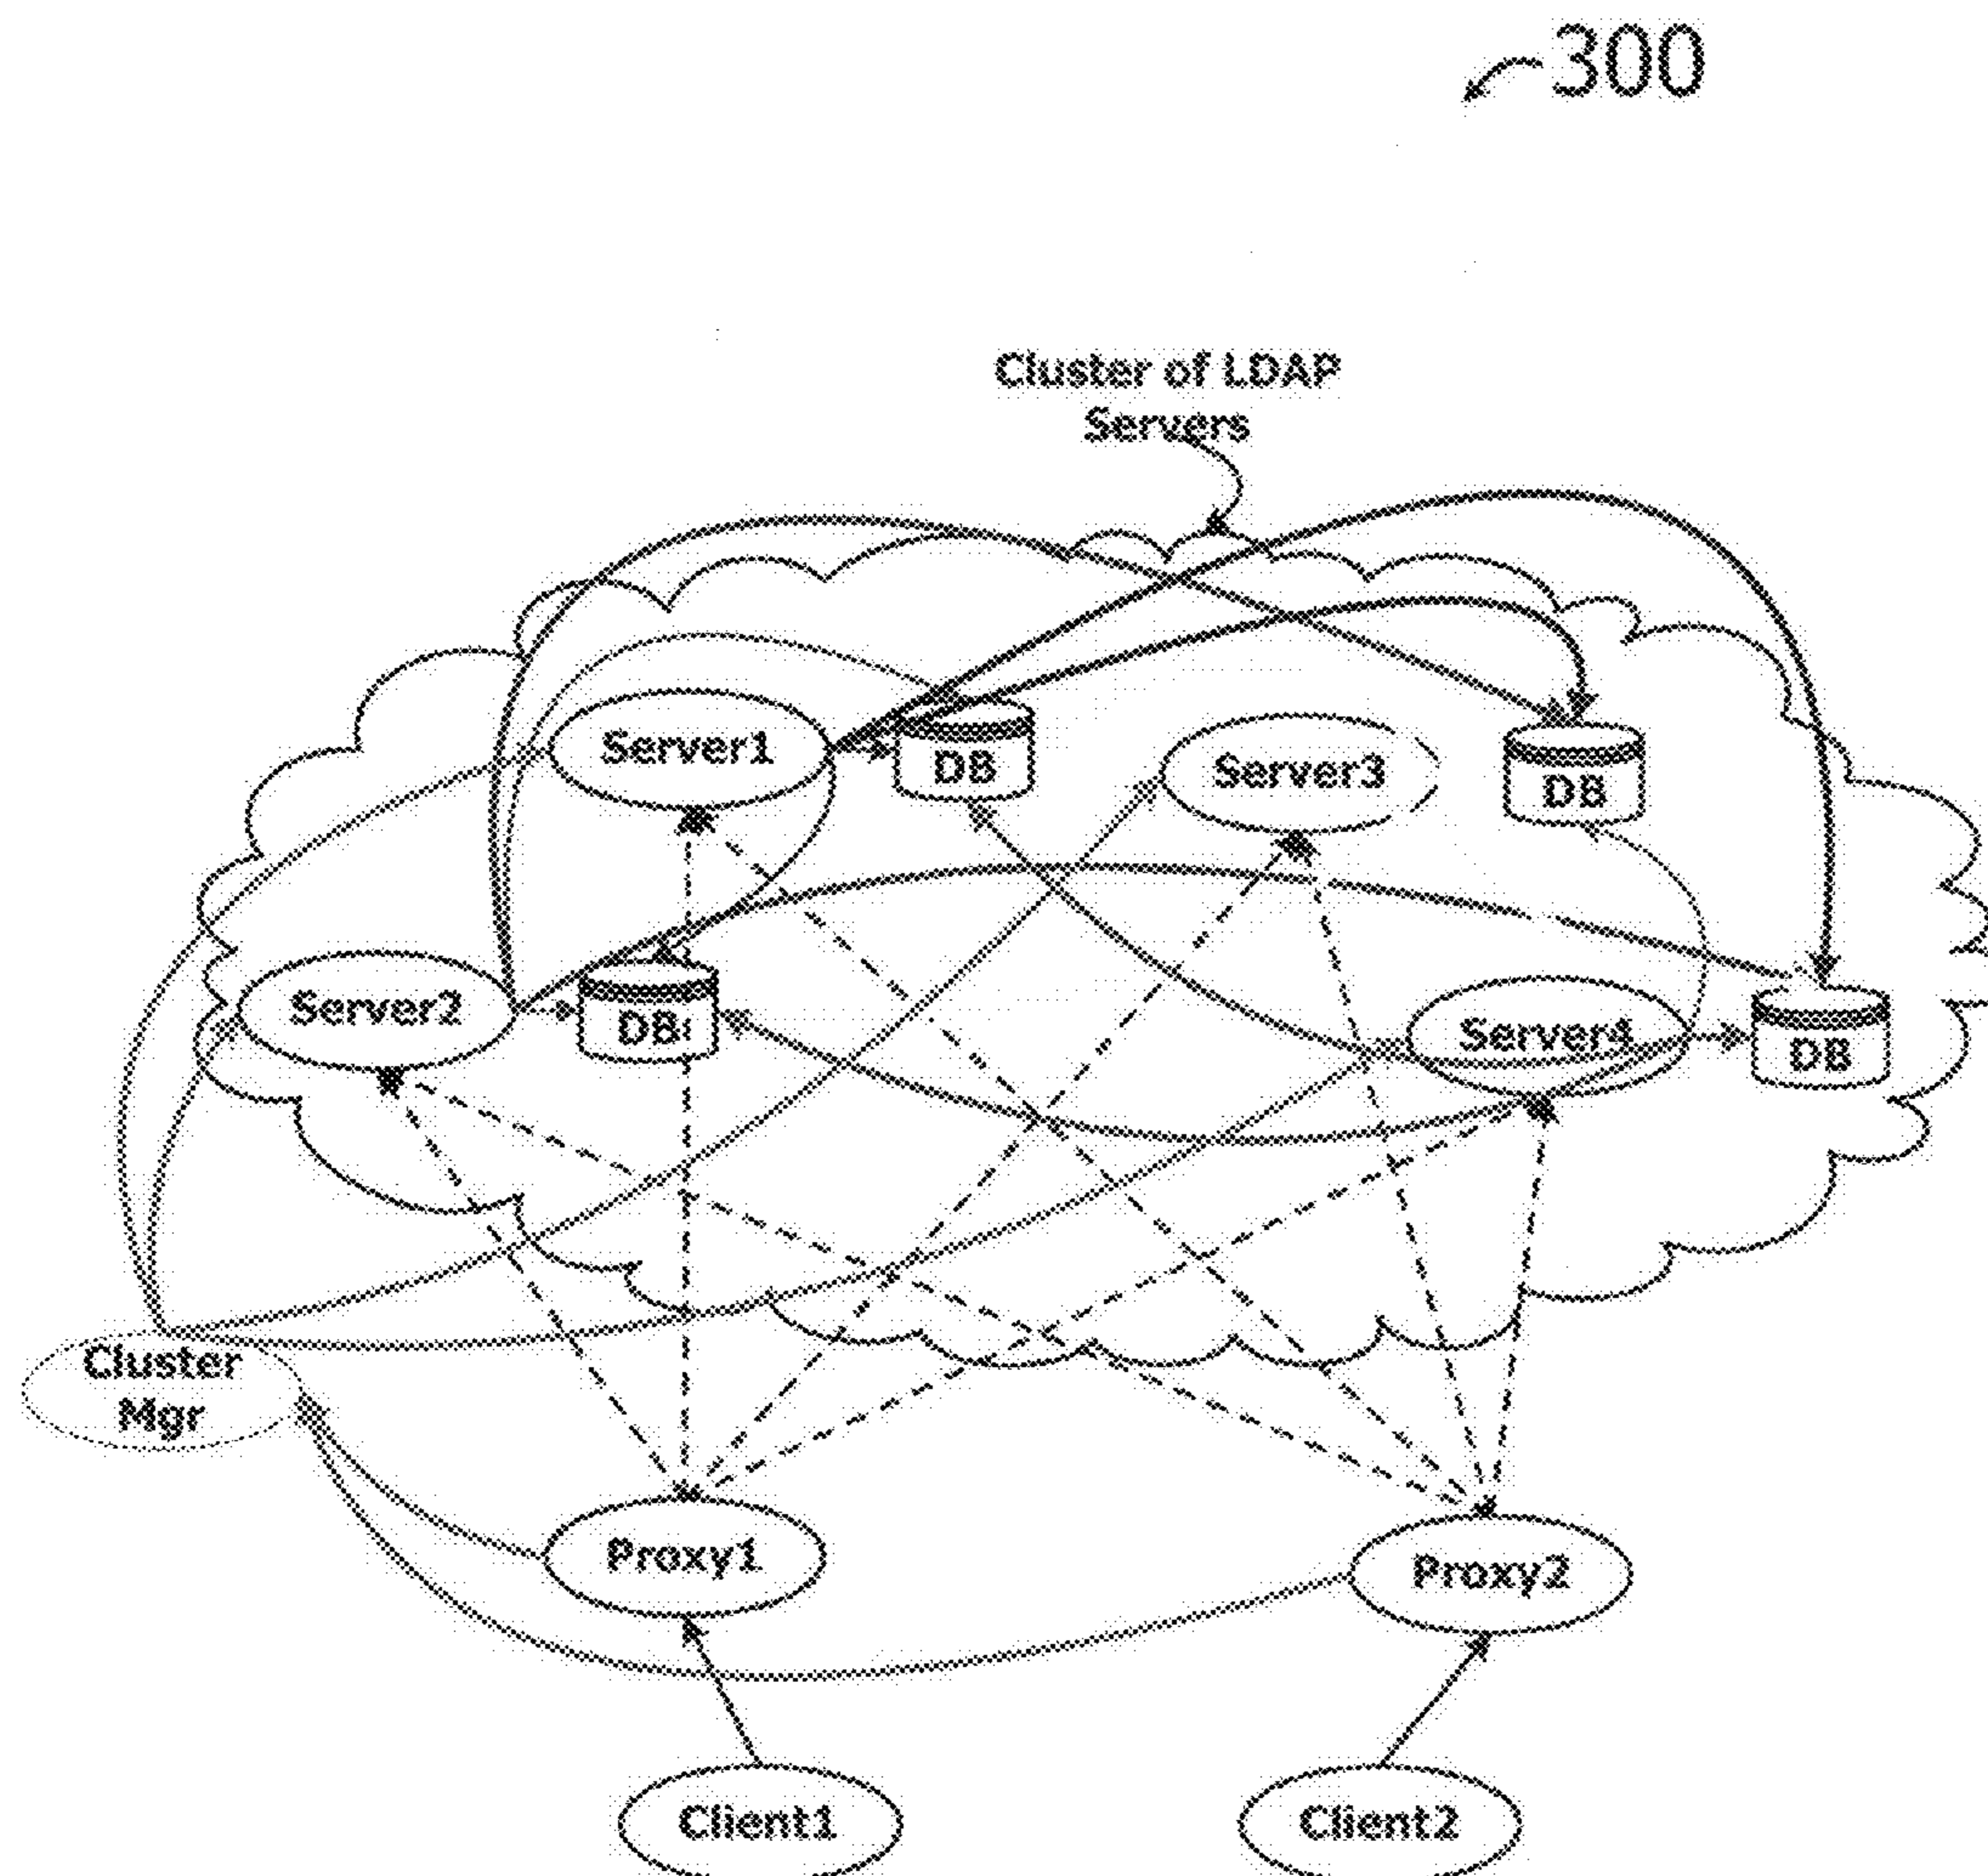 300
Cluster of LDAP
Servers
Server1
DB
Server3
DB
Server2
DB
Server4
DB
Cluster
Mgr
Proxy1
Proxy2
Client1
Client2